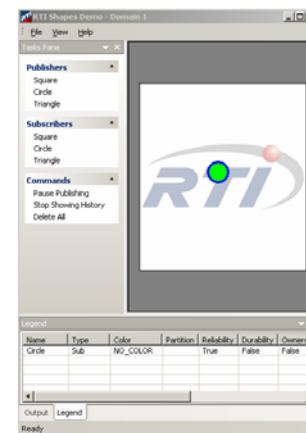 RTI Shapes Demo - Domain 1
File View Help
Tasks Pane
Publishers
Square
Circle
Triangle
Subscribers
Square
Circle
Triangle
Commands
Pause Publishing
Stop Showing History
Delete All
RTI
Legend
Name Type Color Partition Reliability Durability Owners
Circle Sub NO_COLOR True False False
Output Legend
Ready